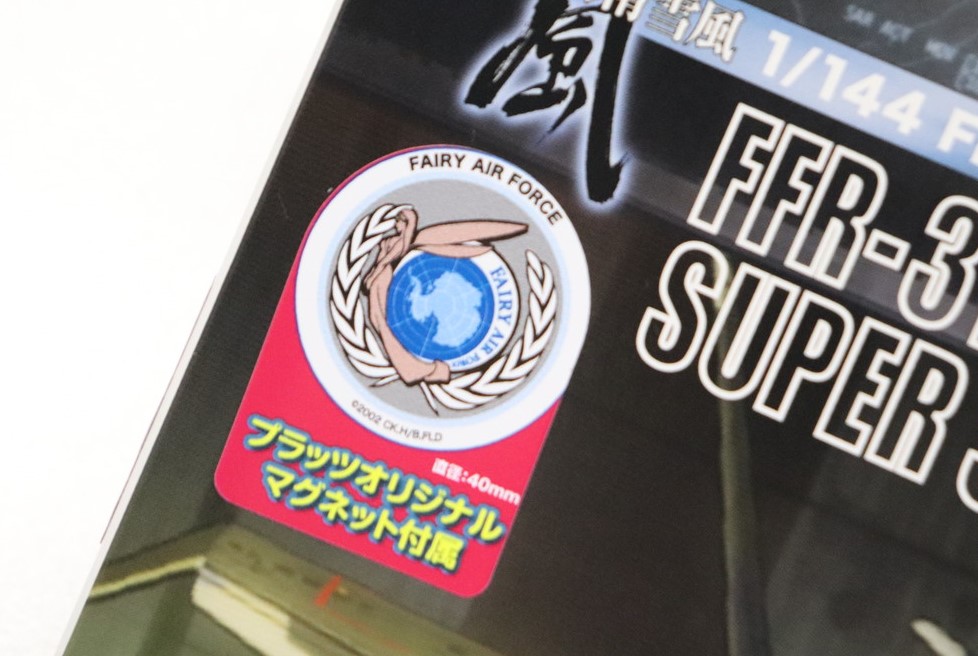 風
雪風
1/144 F
FFR-3
SUPER
FAIRY AIR FORCE
FAIRY AIR FORCE
©2002 CK.H/B.FLD.
直径:40mm
プラッツオリジナル
マグネット付属